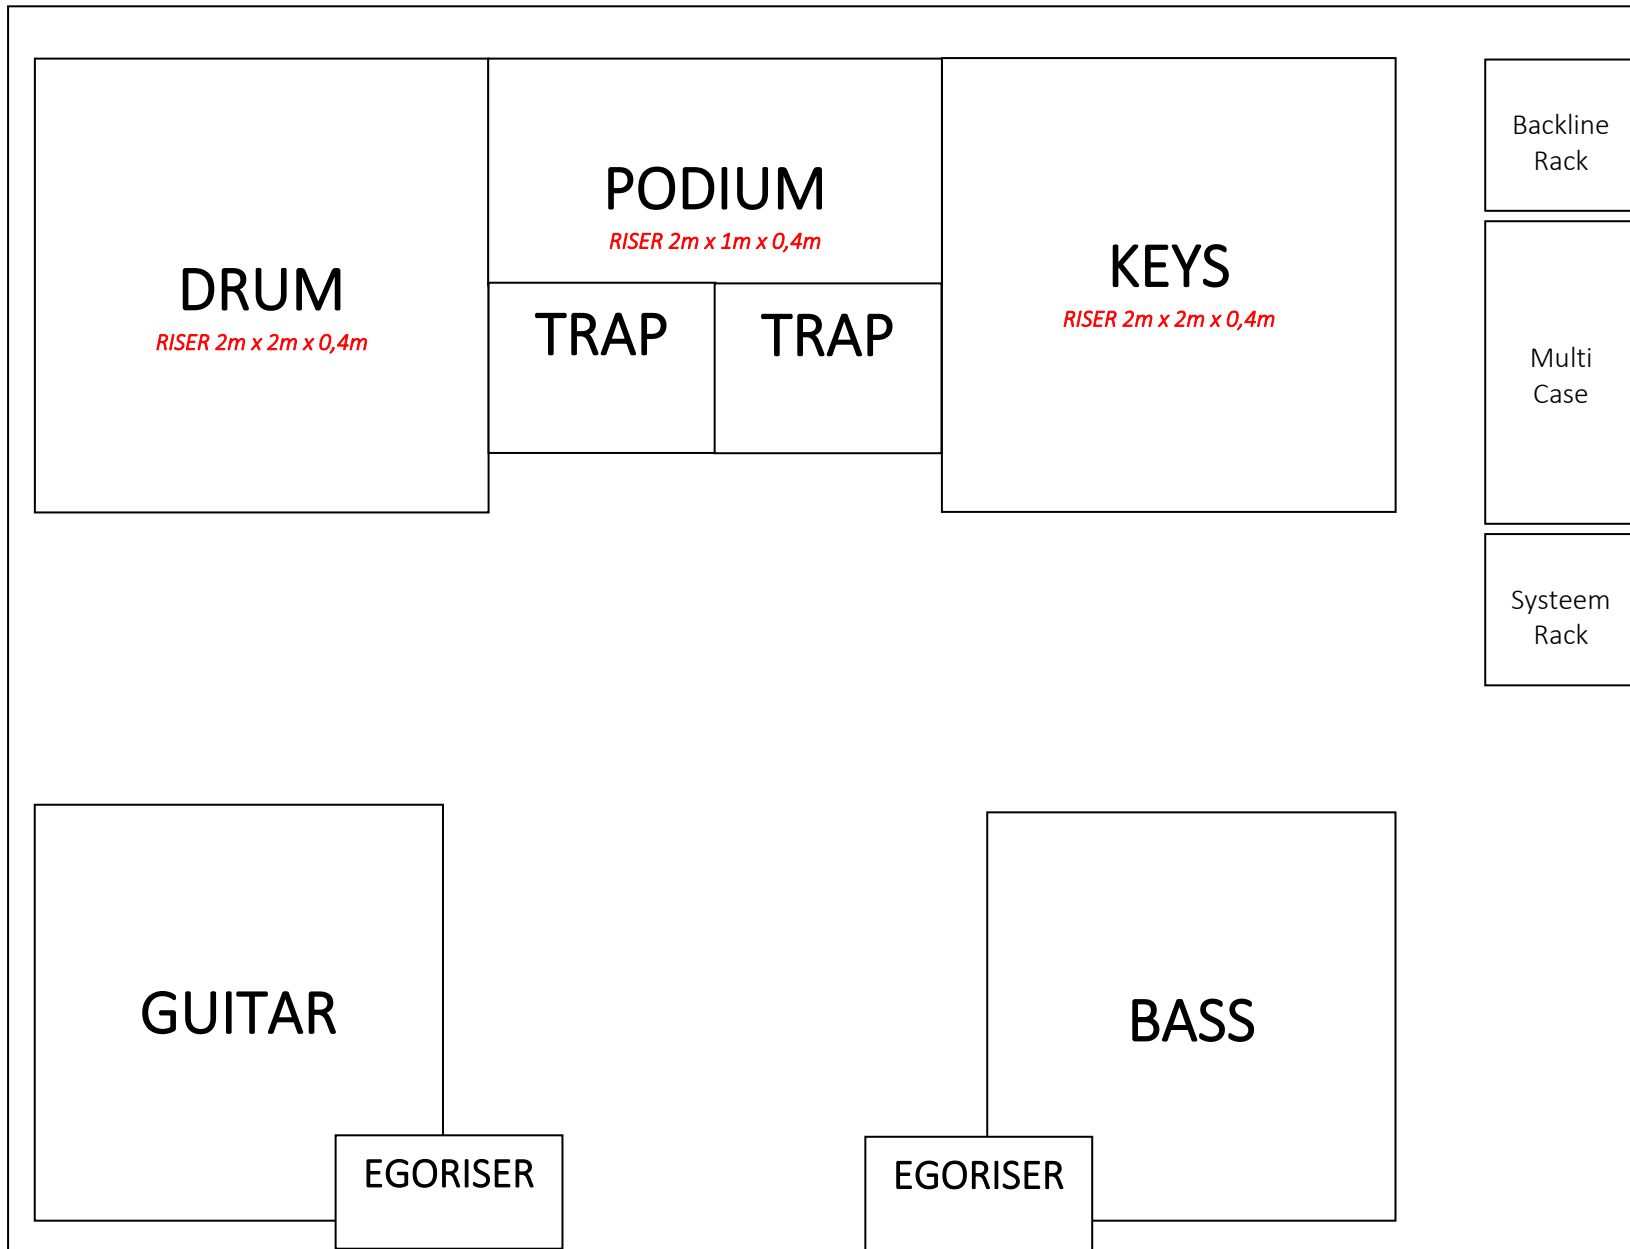 DRUM
RISER 2m x 2m x 0,4m
PODIUM
RISER 2m x 1m x 0,4m
TRAP
TRAP
KEYS
RISER 2m x 2m x 0,4m
Backline
Rack
Multi
Case
Systeem
Rack
GUITAR
EGORISER
BASS
EGORISER